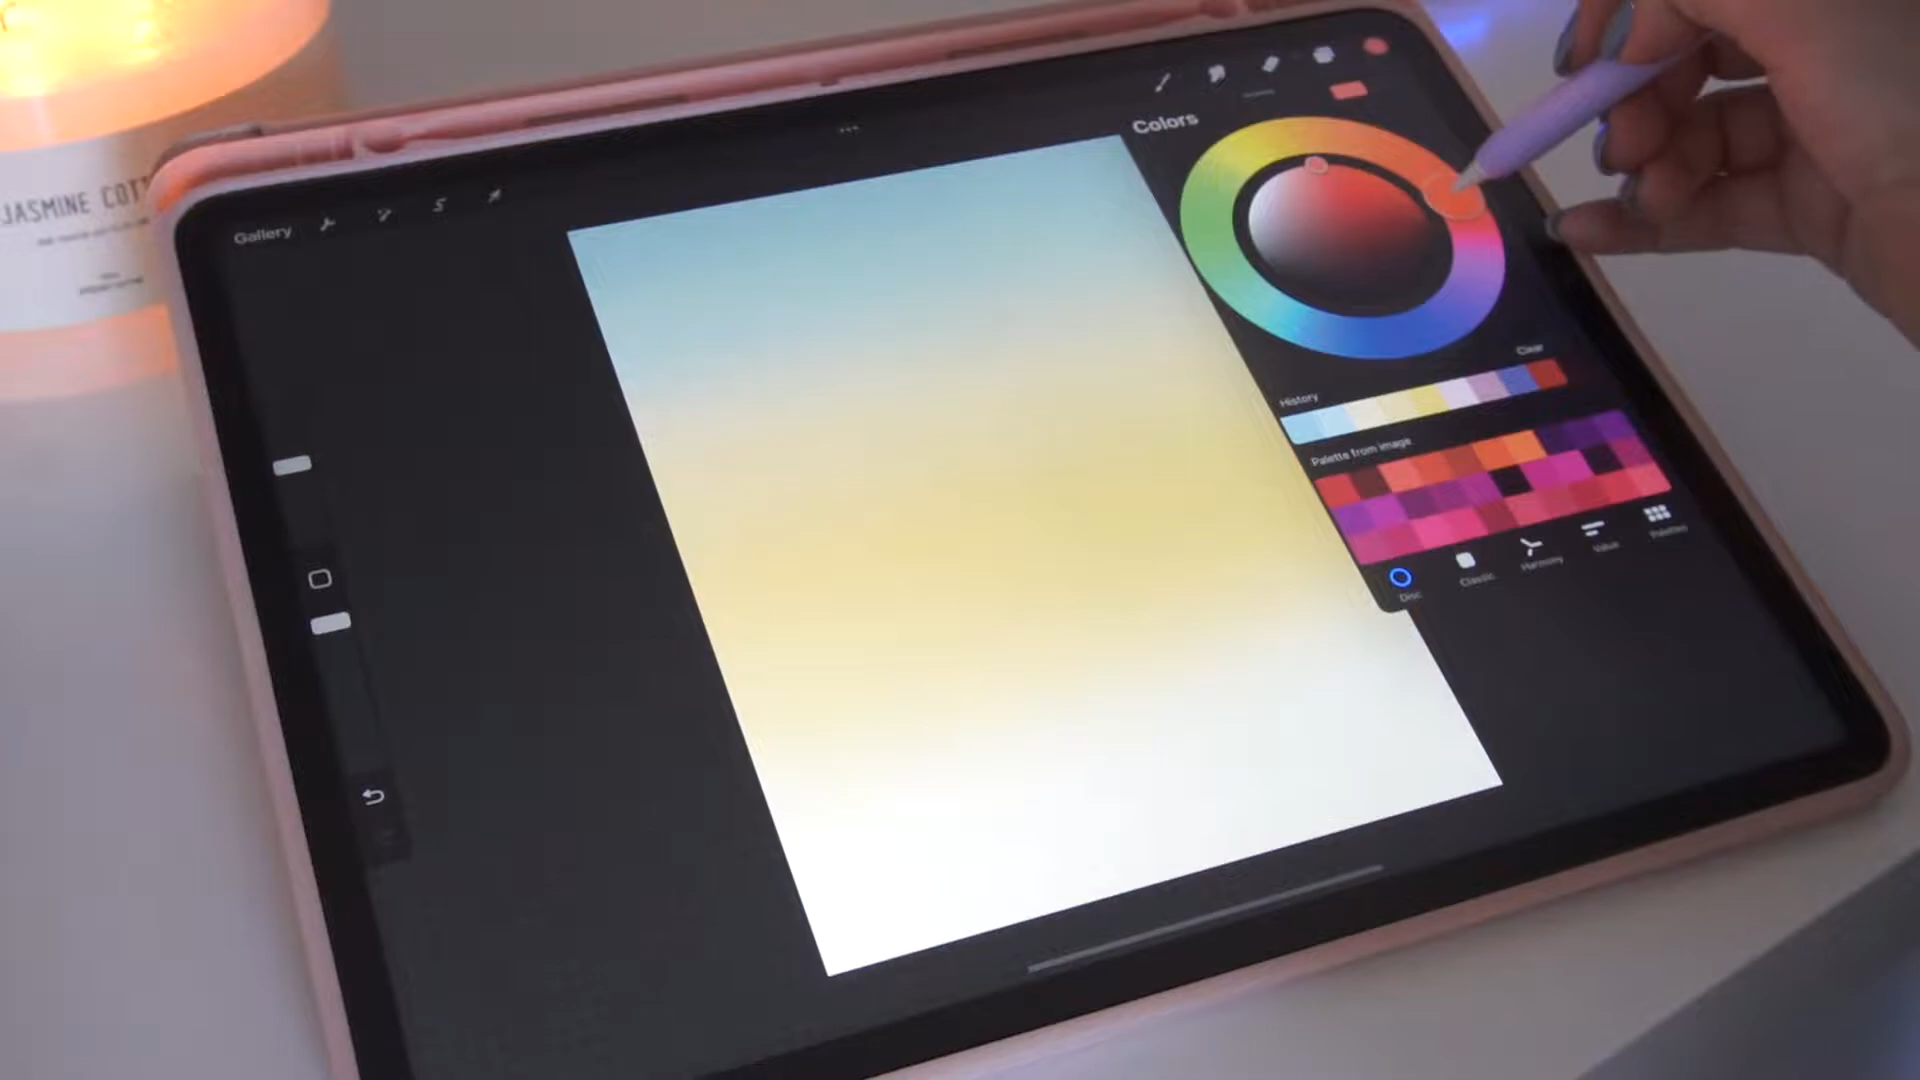 JASMINE COT
Gallery
Colors
Clear
History
Palette from image
Disc
Classic
Harmony
Value
Palettes